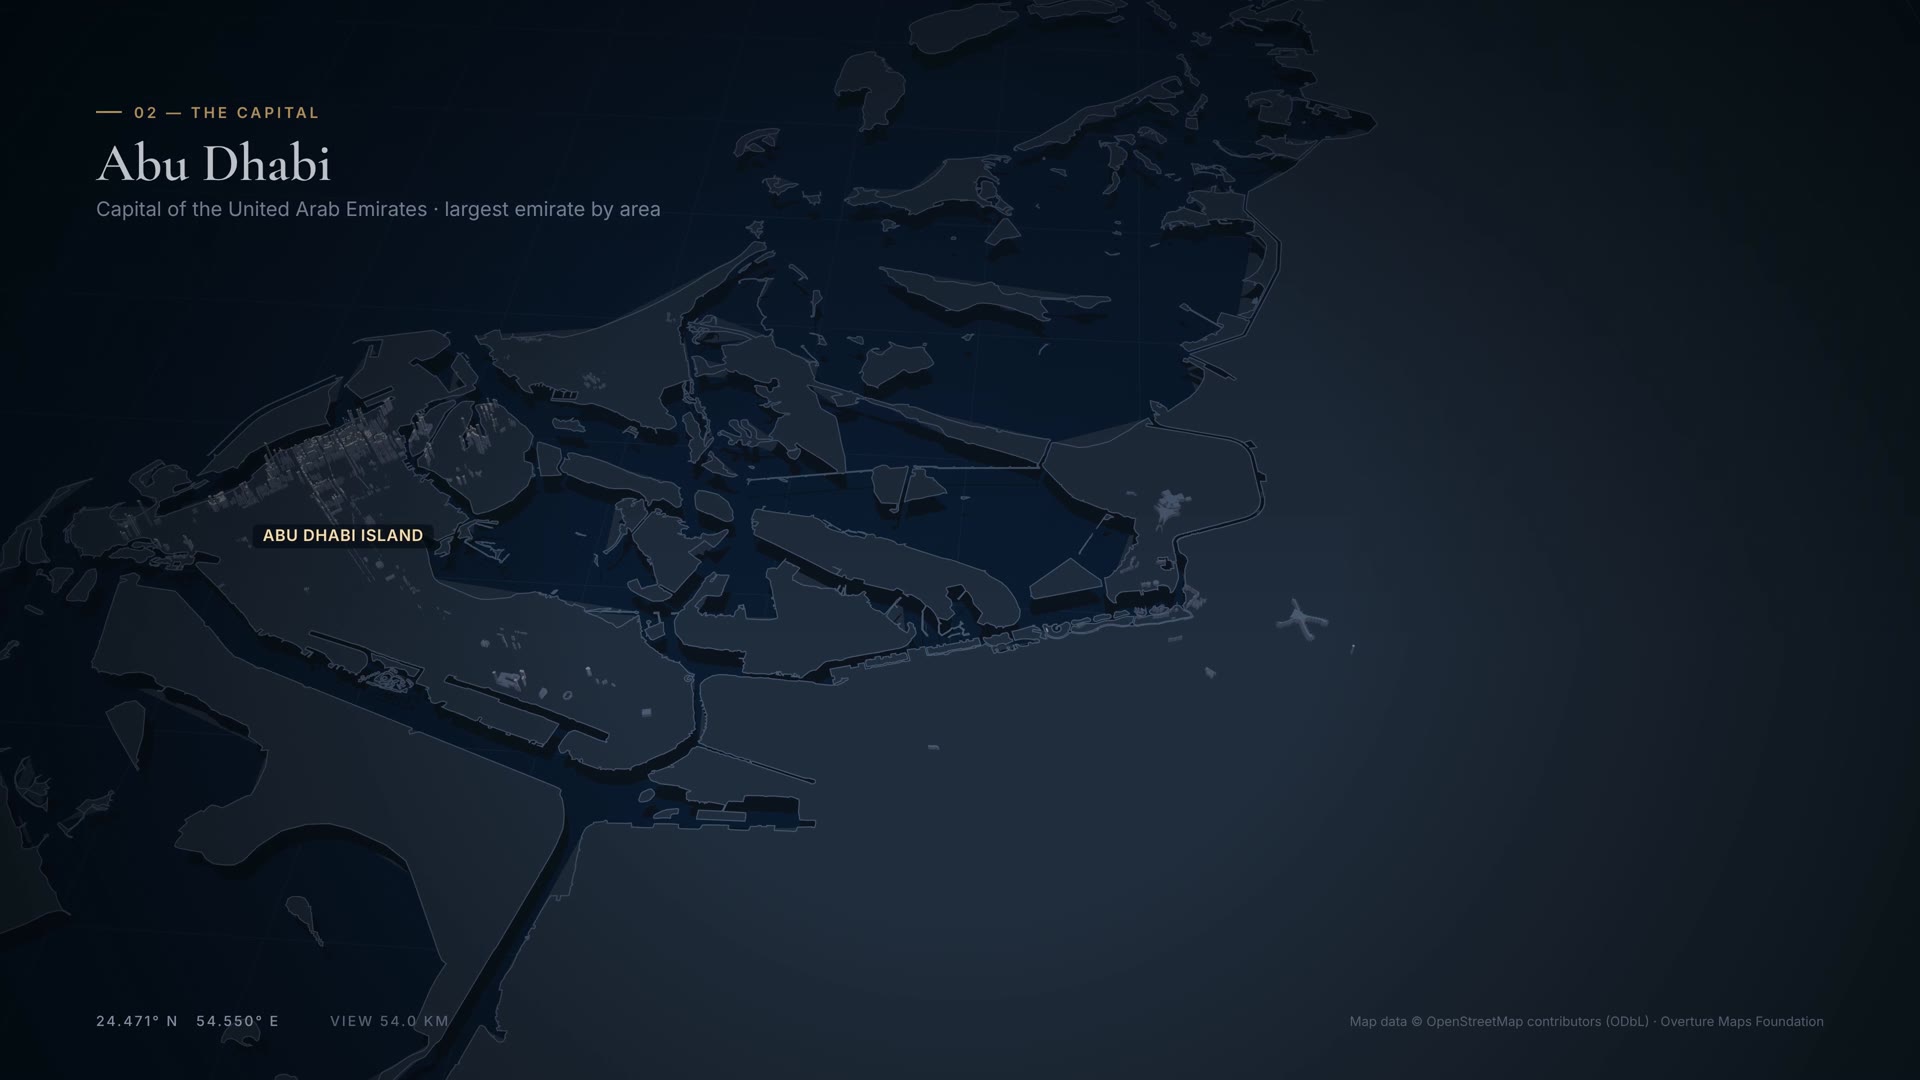 02 — THE CAPITAL
Abu Dhabi
Capital of the United Arab Emirates · largest emirate by area
ABU DHABI ISLAND
24.471° N 54.550° E VIEW 54.0 KM
Map data © OpenStreetMap contributors (ODbL) · Overture Maps Foundation